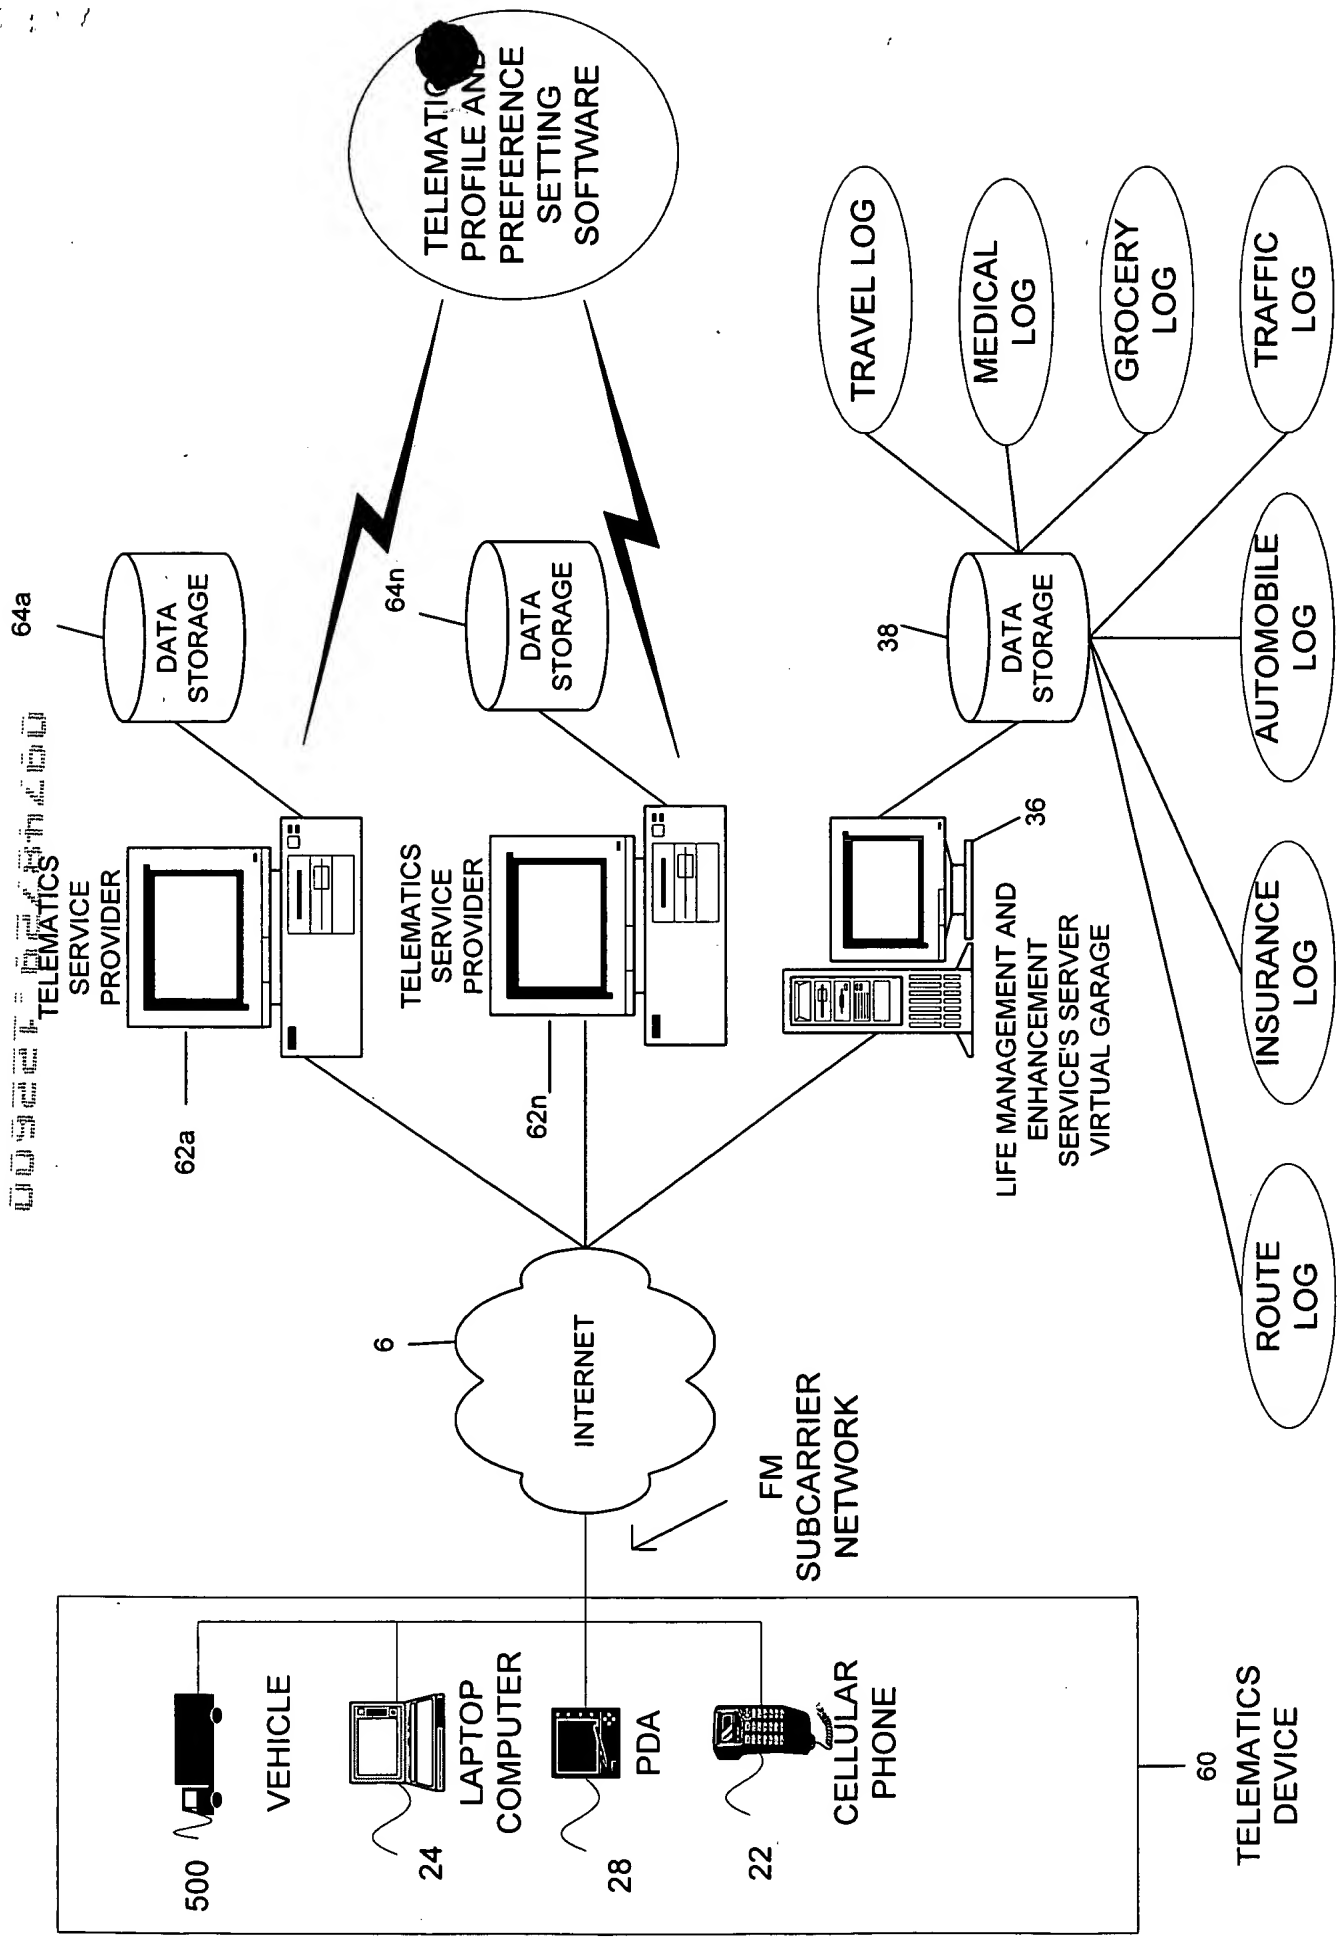 500
VEHICLE
24
LAPTOP
COMPUTER
28
PDA
22
CELLULAR
PHONE
60
TELEMATICS
DEVICE
FM
SUBCARRIER
NETWORK
6
INTERNET
62a
TELEMATICS
SERVICE
PROVIDER
64a
DATA
STORAGE
62n
TELEMATICS
SERVICE
PROVIDER
64n
DATA
STORAGE
PROFILE AND
PREFERENCE
SETTING
SOFTWARE
36
LIFE MANAGEMENT AND
ENHANCEMENT
SERVICE'S SERVER
VIRTUAL GARAGE
38
DATA
STORAGE
TRAVEL LOG
MEDICAL
LOG
GROCERY
LOG
TRAFFIC
LOG
AUTOMOBILE
LOG
INSURANCE
LOG
ROUTE
LOG